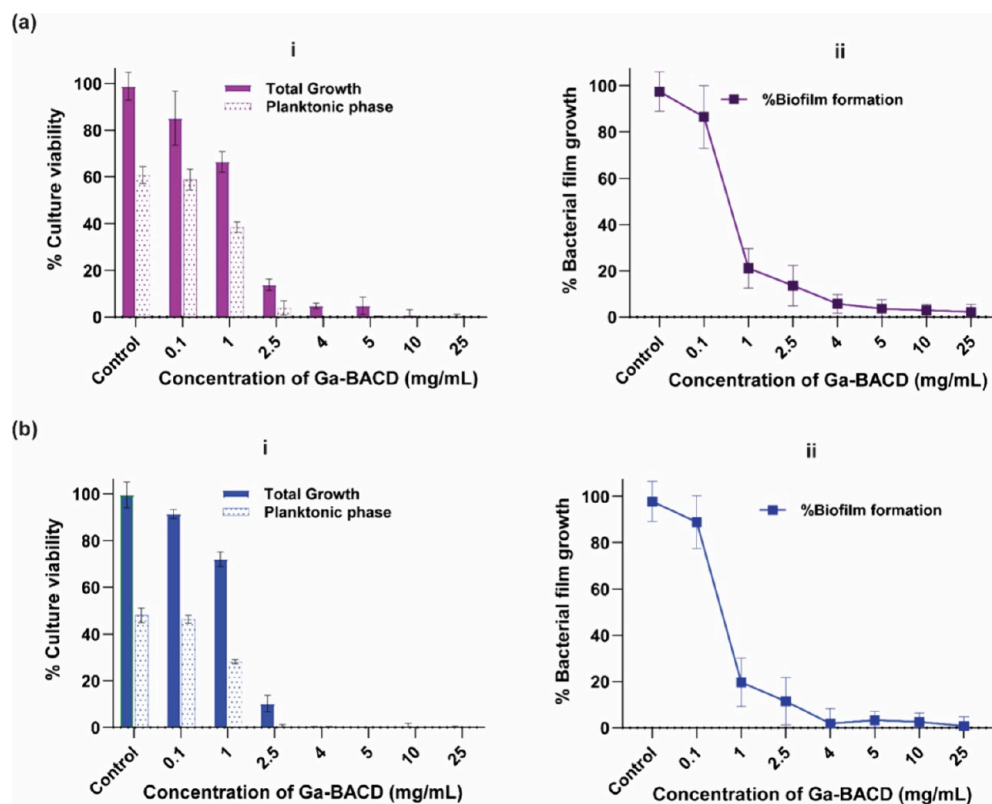 (a)
i
% Culture viability
100
80
60
40
20
0
Total Growth
Planktonic phase
Control 0.1 1 2.5 4 5 10 25
Concentration of Ga-BACD (mg/mL)
ii
% Bacterial film growth
100
80
60
40
20
0
%Biofilm formation
Control 0.1 1 2.5 4 5 10 25
Concentration of Ga-BACD (mg/mL)
(b)
i
% Culture viability
100
80
60
40
20
0
Total Growth
Planktonic phase
Control 0.1 1 2.5 4 5 10 25
Concentration of Ga-BACD (mg/mL)
ii
% Bacterial film growth
100
80
60
40
20
0
%Biofilm formation
Control 0.1 1 2.5 4 5 10 25
Concentration of Ga-BACD (mg/mL)